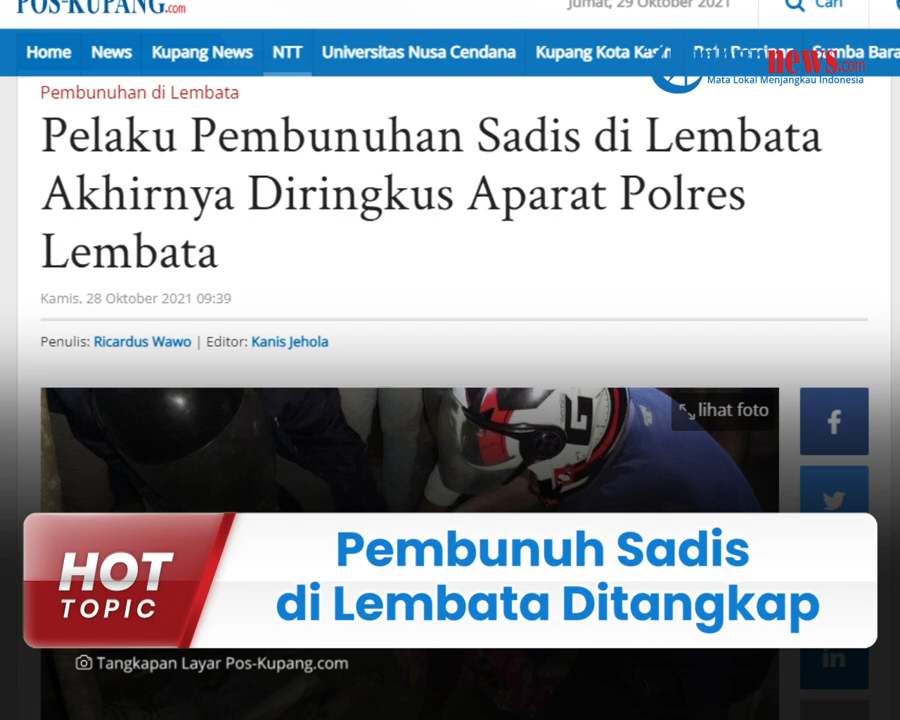 POS-KUPANG.com
Jumat, 29 Oktober 2021
Cari
Home News Kupang News NTT Universitas Nusa Cendana Kupang Kota Sumba Bara
news.com
Mata Lokal Menjangkau Indonesia
Pembunuhan di Lembata
Pelaku Pembunuhan Sadis di Lembata
Akhirnya Diringkus Aparat Polres
Lembata
Kamis, 28 Oktober 2021 09:39
Penulis: Ricardus Wawo | Editor: Kanis Jehola
lihat foto
G
f
HOT
TOPIC
Pembunuh Sadis
di Lembata Ditangkap
Tangkapan Layar Pos-Kupang.com
in